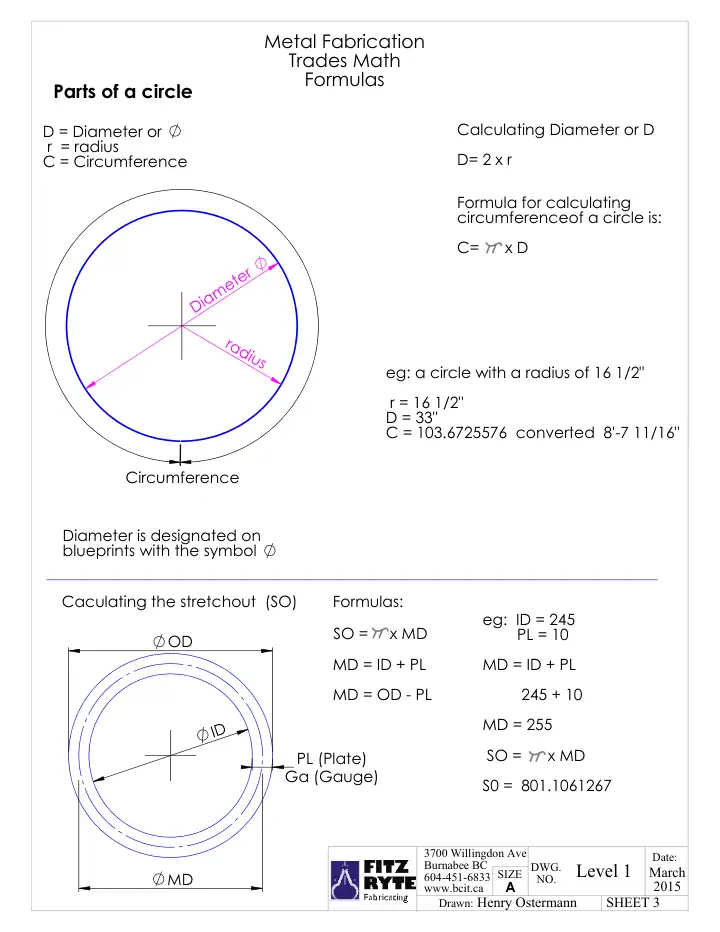 Metal Fabrication
Trades Math
Formulas
Parts of a circle
D = Diameter or ∅
r = radius
C = Circumference
Calculating Diameter or D
D= 2 x r
Formula for calculating
circumferenceof a circle is:
C= π x D
Diameter ∅
radius
Circumference
eg: a circle with a radius of 16 1/2"
r = 16 1/2"
D = 33"
C = 103.6725576 converted 8'-7 11/16"
Diameter is designated on
blueprints with the symbol ∅
Caculating the stretchout (SO)
∅ OD
∅ ID
PL (Plate)
Ga (Gauge)
∅ MD
Formulas:
SO = π x MD
MD = ID + PL
MD = OD - PL
eg: ID = 245
PL = 10
MD = ID + PL
245 + 10
MD = 255
SO = π x MD
S0 = 801.1061267
FITZ
RYTE
Fabricating
3700 Willingdon Ave
Burnabee BC
604-451-6833
www.bcit.ca
SIZE
A
DWG.
NO.
Level 1
Date:
March
2015
Drawn: Henry Ostermann
SHEET 3